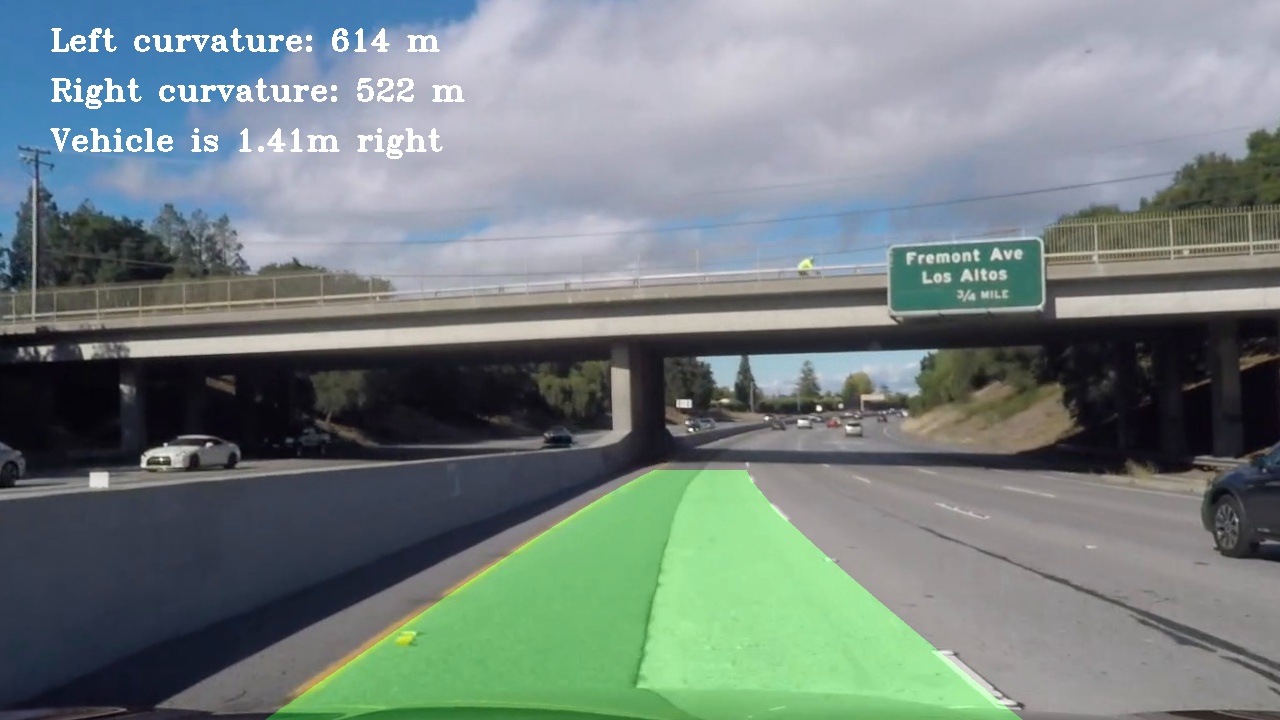 Left curvature: 614 m
Right curvature: 522 m
Vehicle is 1.41m right
Fremont Ave
Los Altos
3/4 MILE